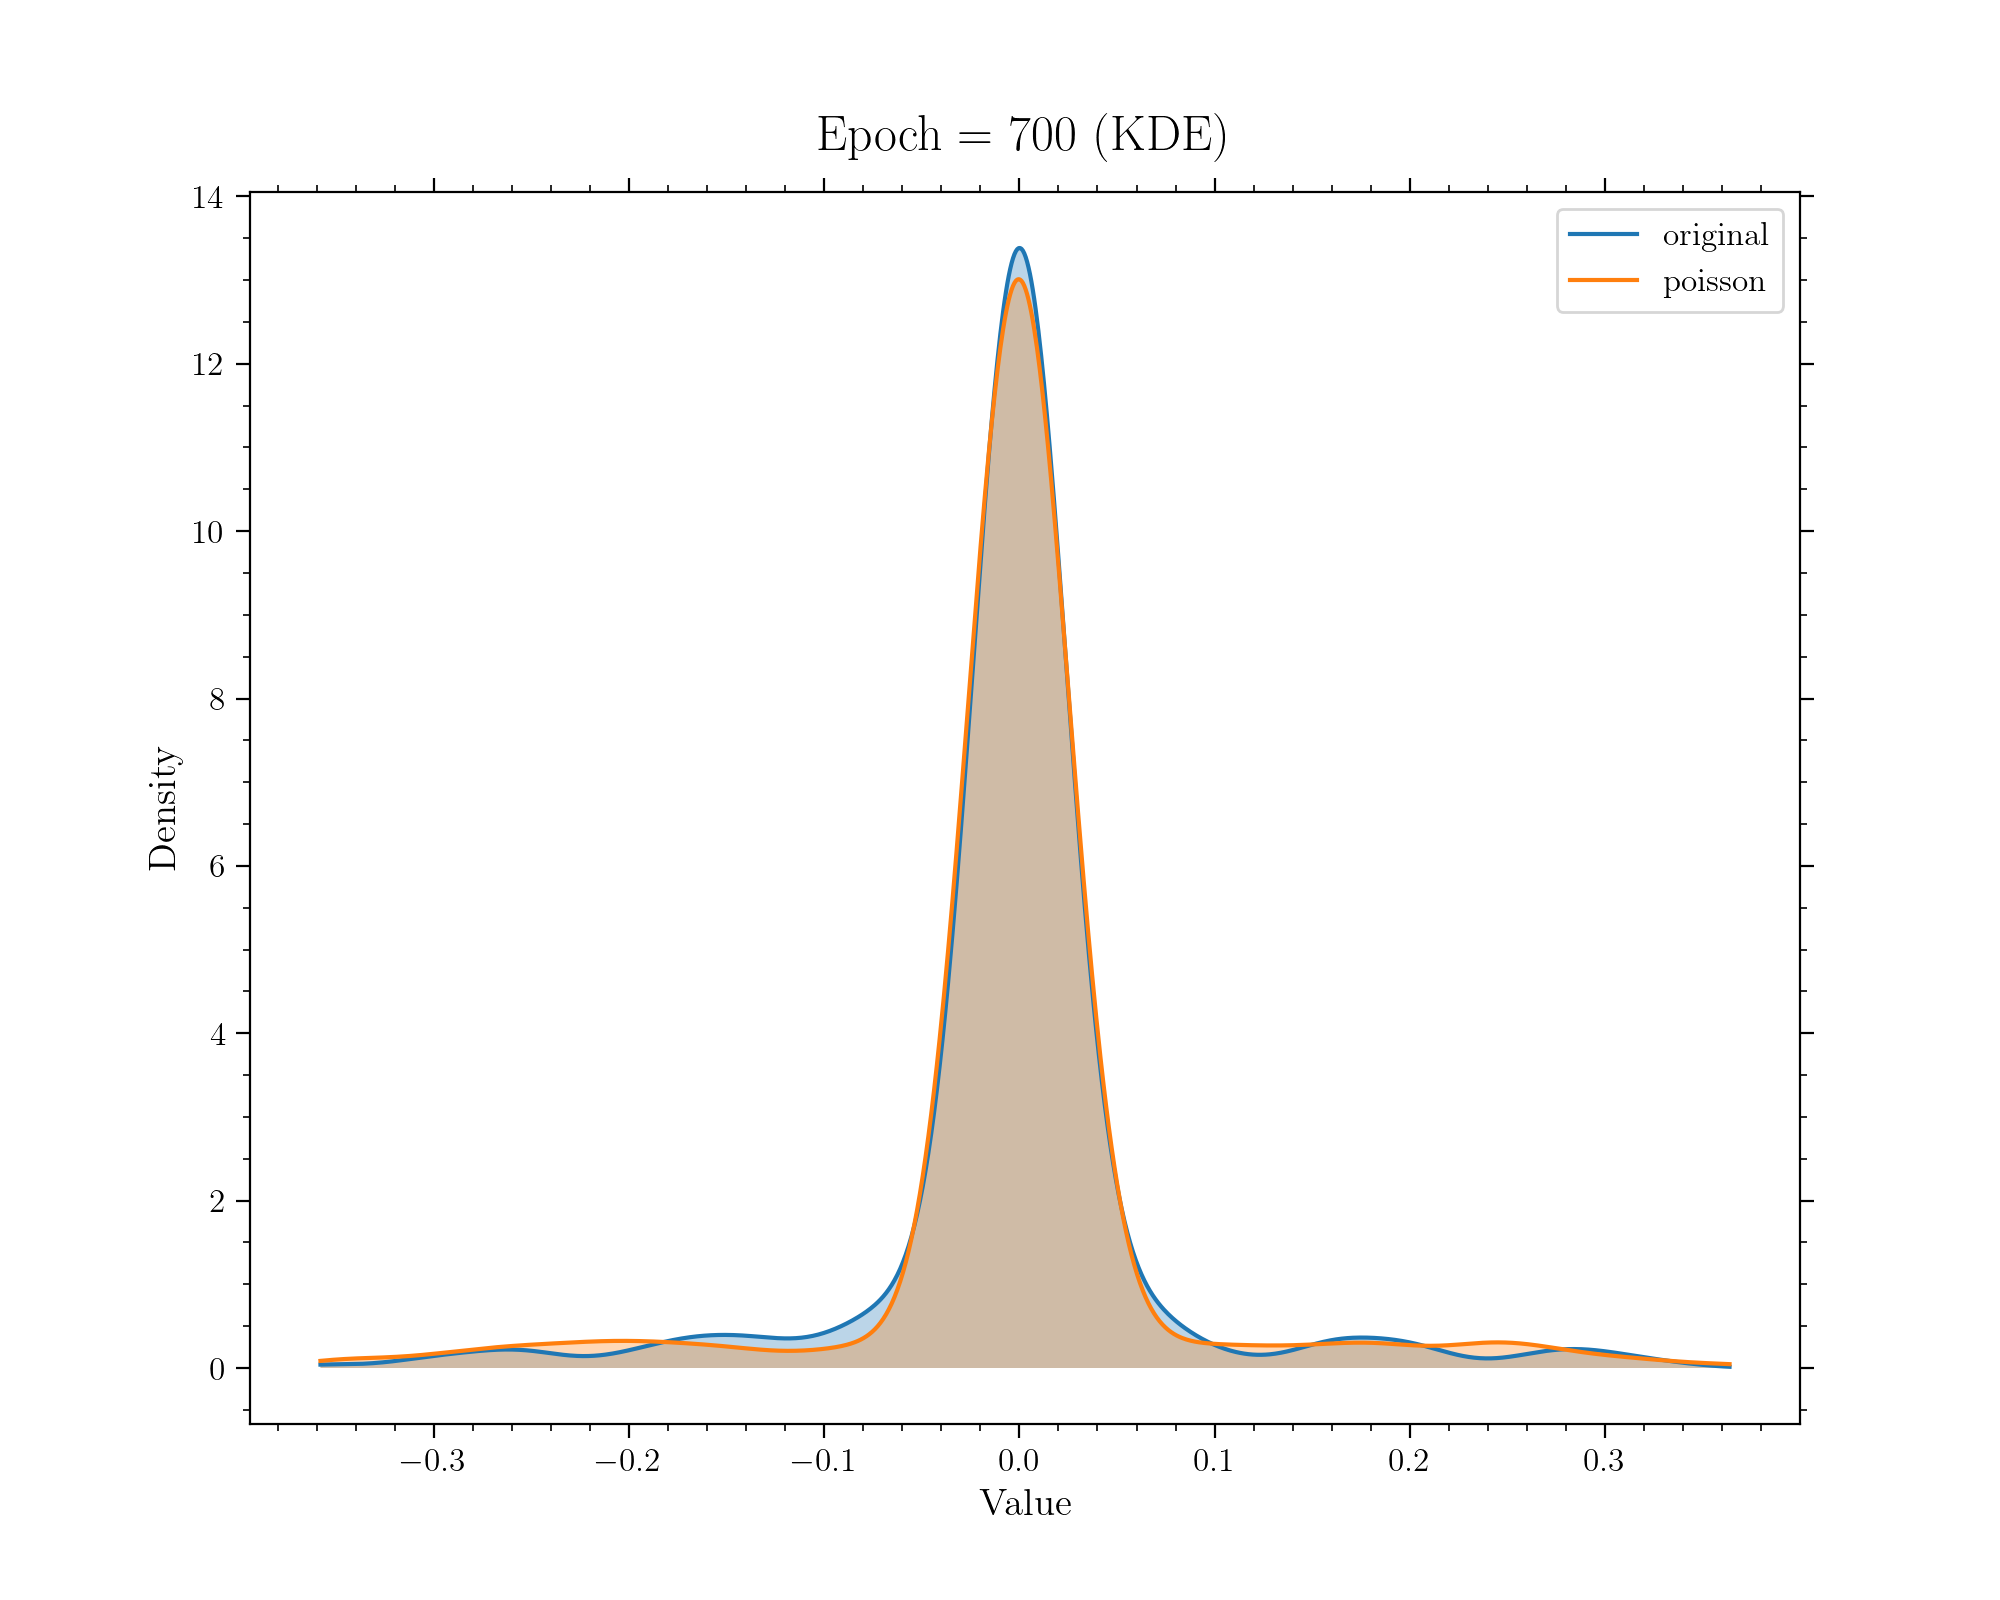 Epoch = 700 (KDE)
original
poisson
14
12
10
8
6
4
2
0
Density
−0.3 −0.2 −0.1 0.0 0.1 0.2 0.3
Value